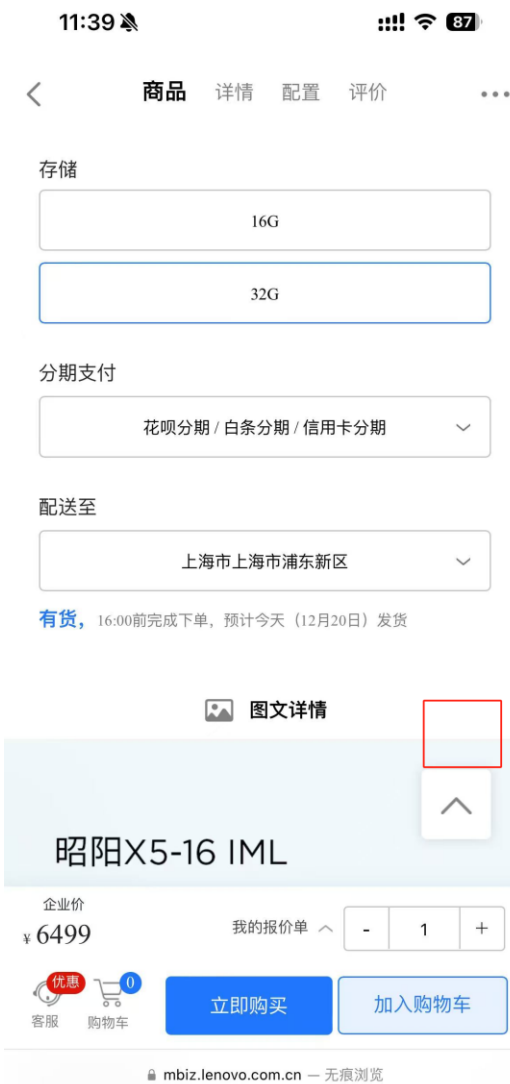 11:39
87
商品 详情 配置 评价
存储
16G
32G
分期支付
花呗分期 / 白条分期 / 信用卡分期
配送至
上海市上海市浦东新区
有货，16:00前完成下单，预计今天（12月20日）发货
图文详情
昭阳X5-16 IML
企业价
¥ 6499
我的报价单
- 1 +
优惠
0
客服
购物车
立即购买
加入购物车
mbiz.lenovo.com.cn — 无痕浏览